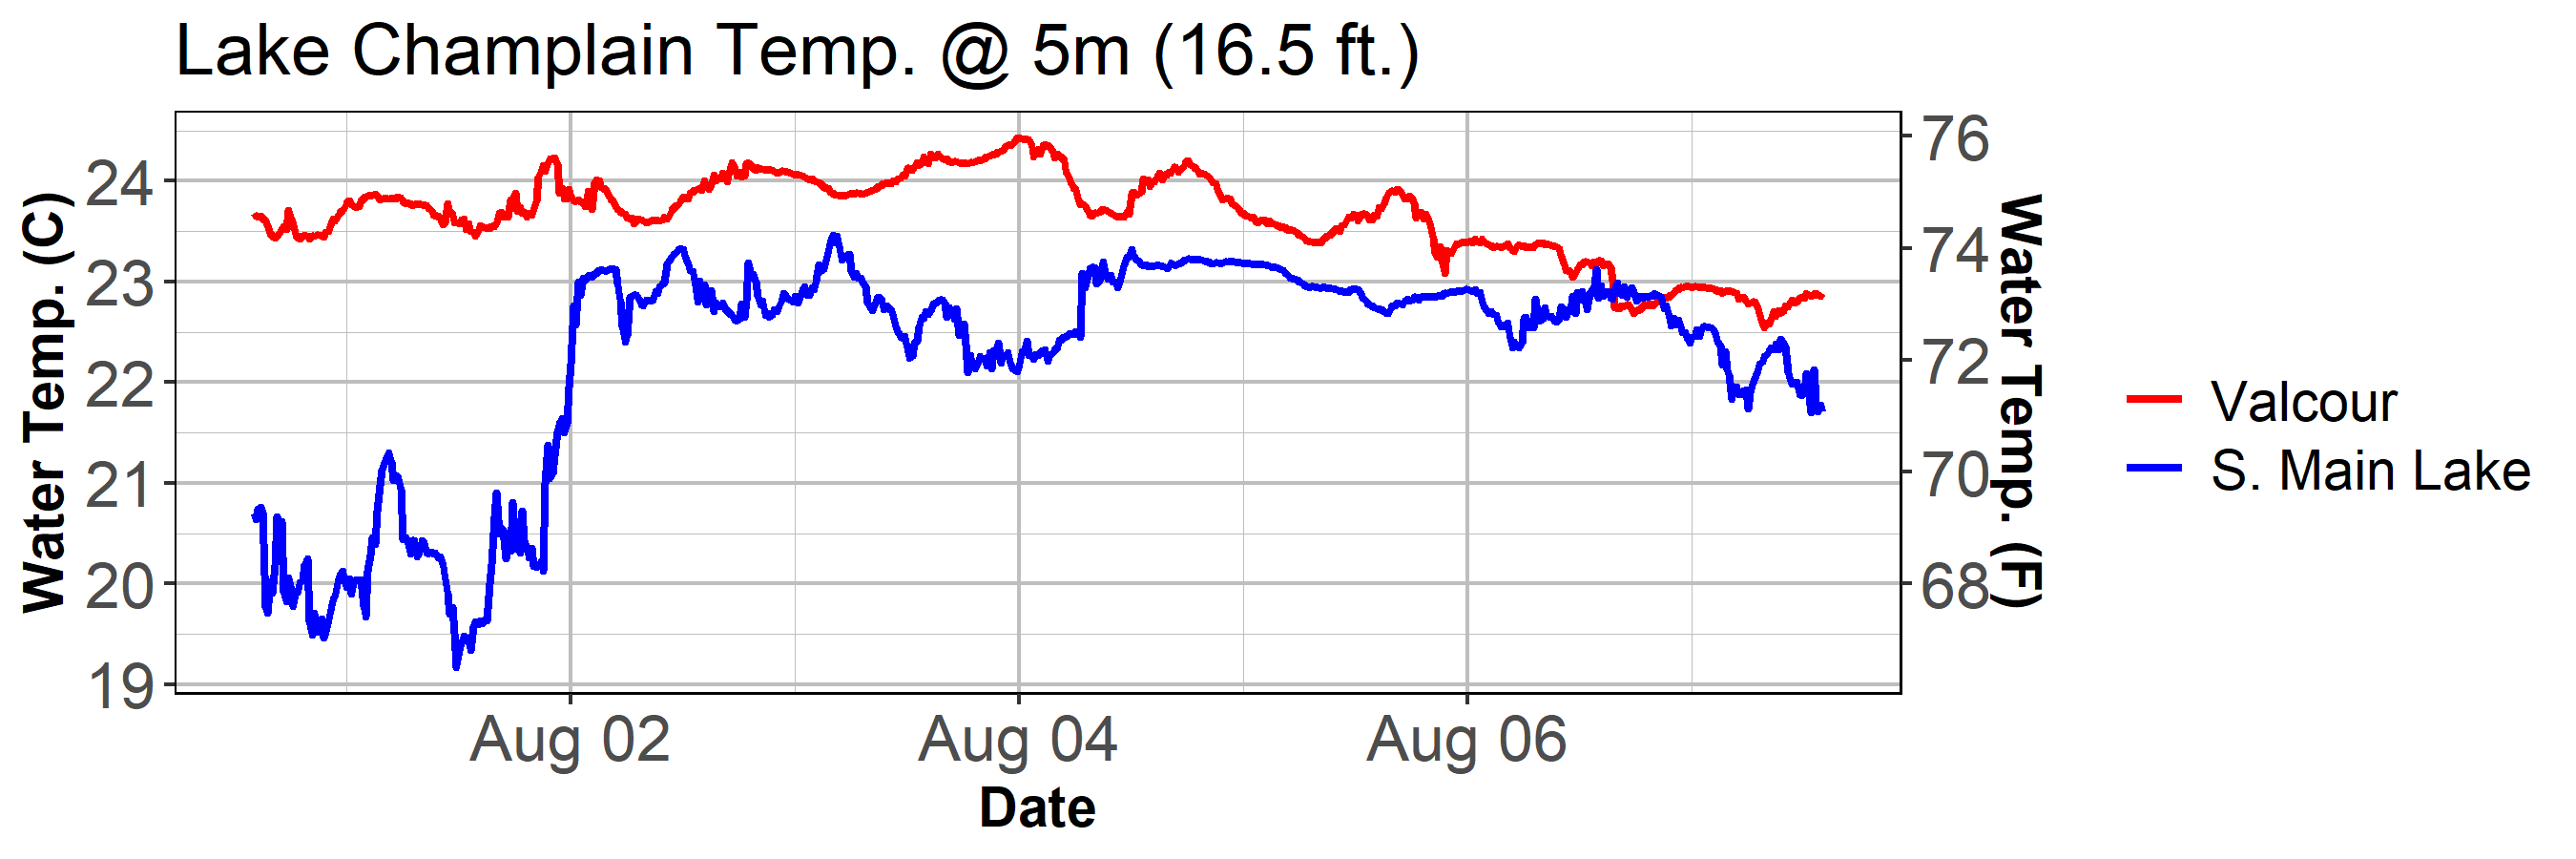 Lake Champlain Temp. @ 5m (16.5 ft.)
Water Temp. (C)
24
23
22
21
20
19
76
74
72
70
68
Water Temp. (F)
Aug 02
Aug 04
Aug 06
Date
Valcour
S. Main Lake